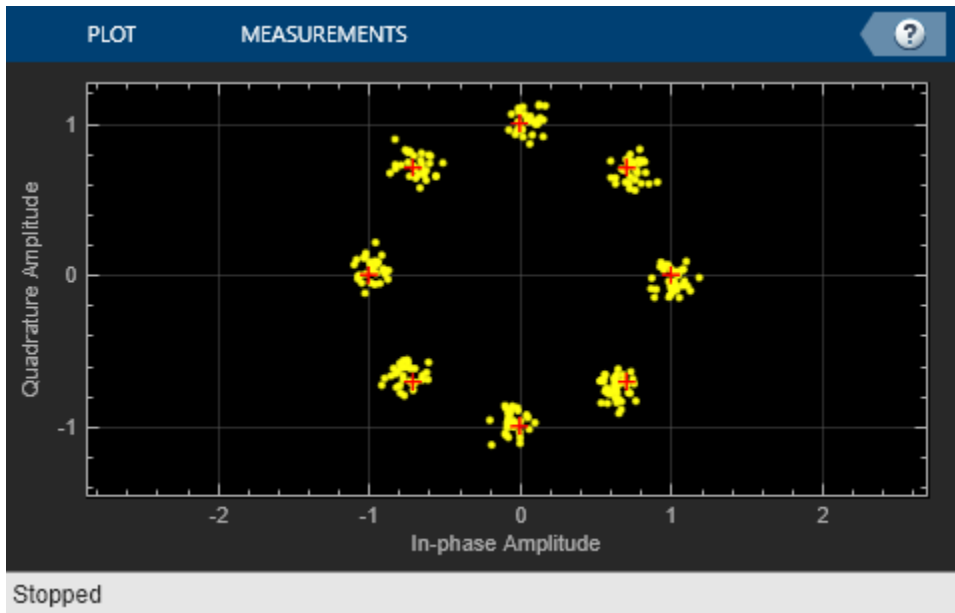 PLOT MEASUREMENTS ?
1
0
-1
Quadrature Amplitude
-2 -1 0 1 2
In-phase Amplitude
Stopped